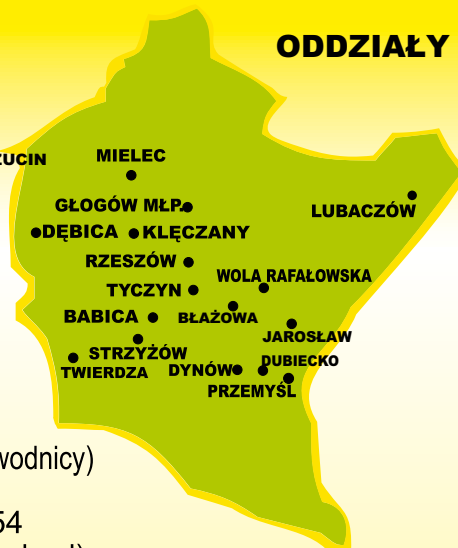 ODDZIAŁY
MIELEC
GŁOGÓW MŁP.
LUBACZÓW
DĘBICA KLĘCZANY
RZESZÓW
WOLA RAFAŁOWSKA
TYCZYN
BABICA BŁAŻOWA
JAROSŁAW
STRZYŻÓW
DUBIECKO
TWIERDZA DYNÓW
PRZEMYŚL
54